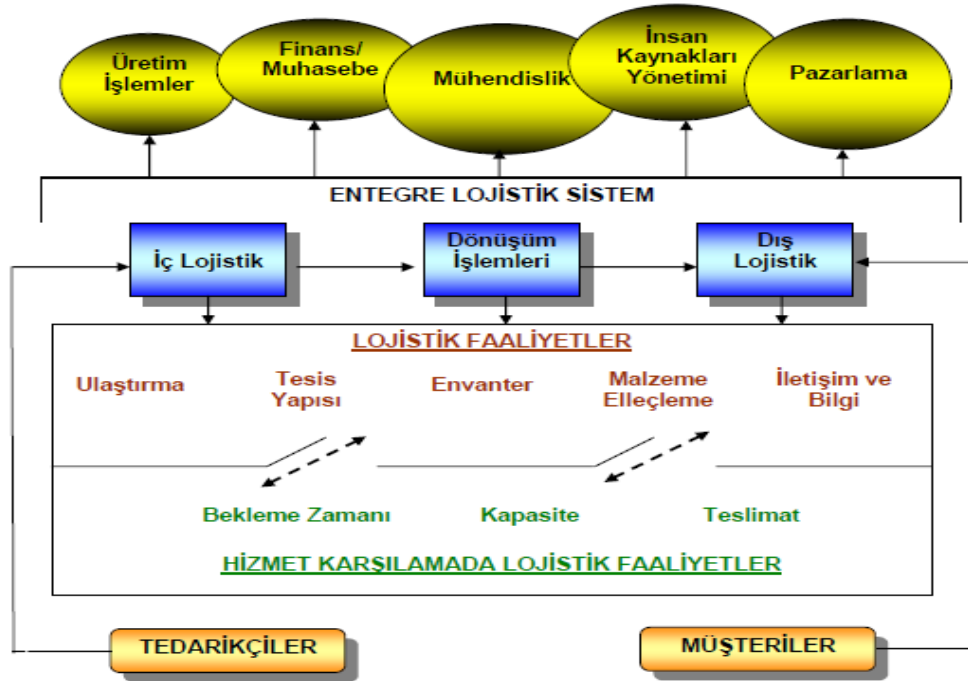 Üretim
İşlemler
Finans/
Muhasebe
Mühendislik
İnsan
Kaynakları
Yönetimi
Pazarlama
ENTEGRE LOJİSTİK SİSTEM
İç Lojistik
Dönüşüm
İşlemleri
Dış
Lojistik
LOJİSTİK FAALİYETLER
Ulaştırma
Tesis
Yapısı
Envanter
Malzeme
Elleçleme
İletişim ve
Bilgi
Bekleme Zamanı
Kapasite
Teslimat
HİZMET KARŞILAMADA LOJİSTİK FAALİYETLER
TEDARİKÇİLER
MÜŞTERİLER